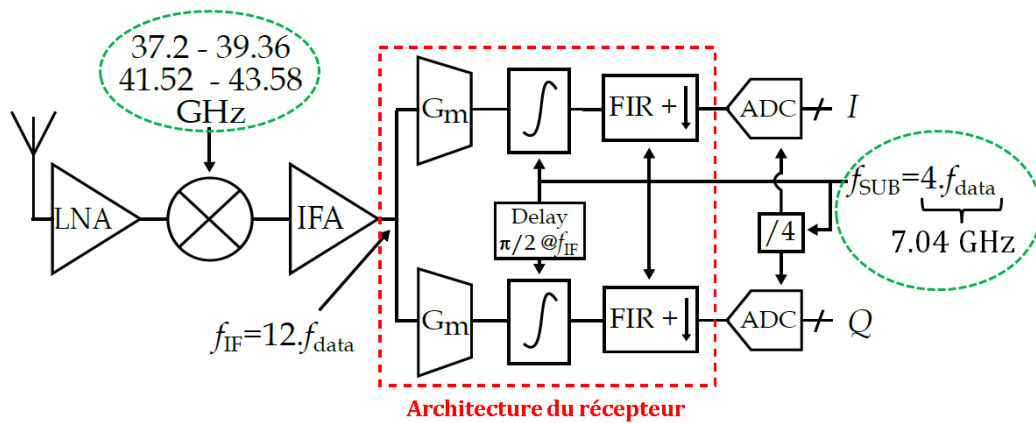 37.2 - 39.36
41.52 - 43.58
GHz
LNA
IFA
Gm
FIR +
ADC
I
Delay
π/2 @fIF
fSUB=4.fdata
7.04 GHz
/4
fIF=12.fdata
Gm
FIR +
ADC
Q
Architecture du récepteur